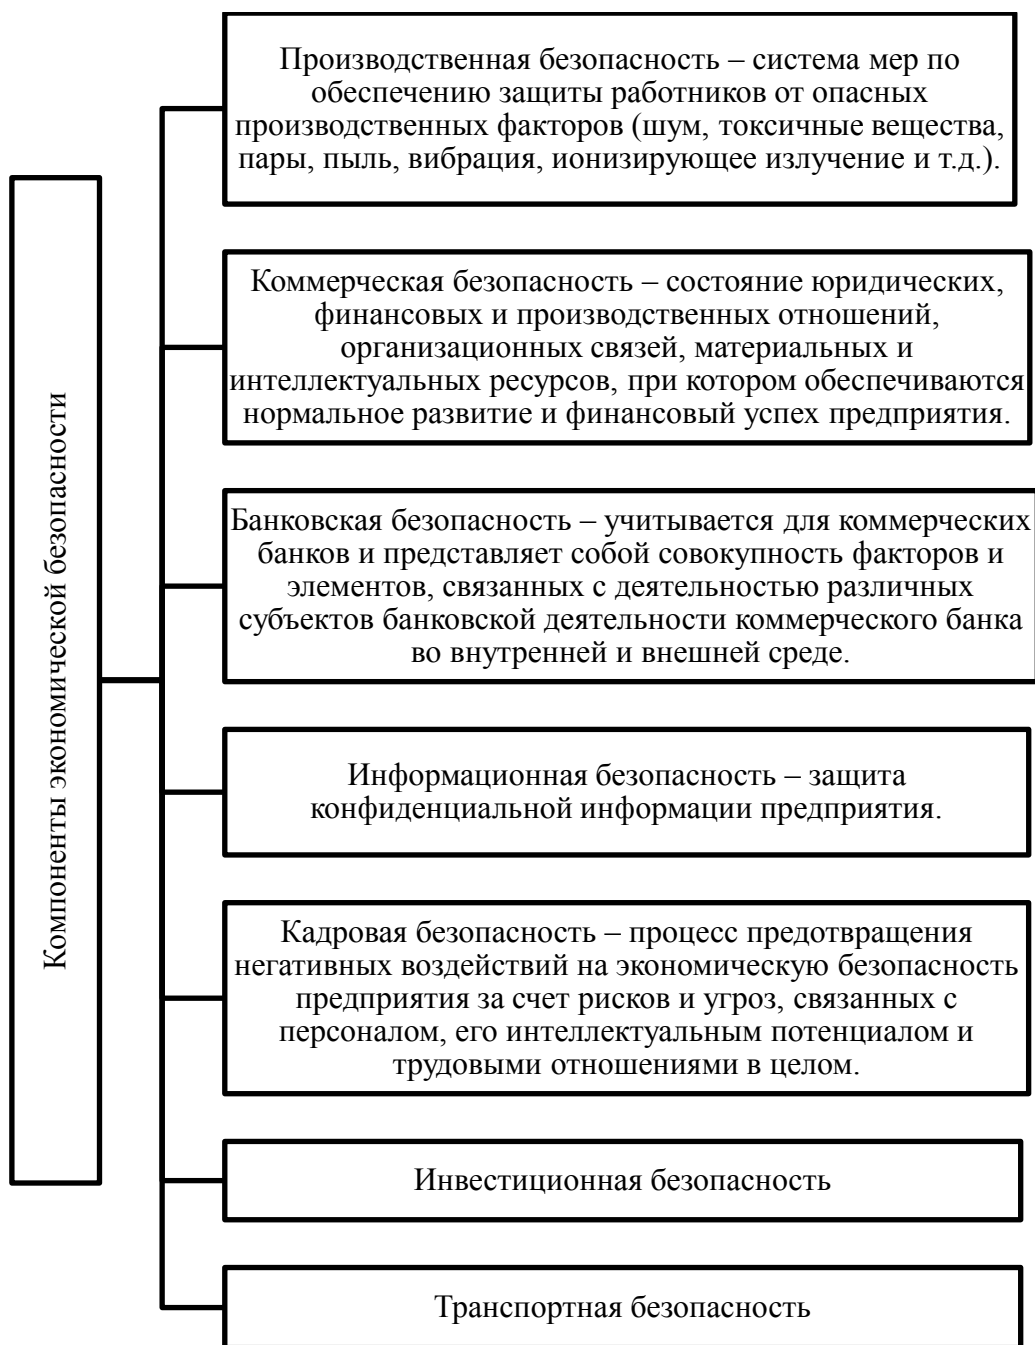 Компоненты экономической безопасности
Производственная безопасность – система мер по
обеспечению защиты работников от опасных
производственных факторов (шум, токсичные вещества,
пары, пыль, вибрация, ионизирующее излучение и т.д.).
Коммерческая безопасность – состояние юридических,
финансовых и производственных отношений,
организационных связей, материальных и
интеллектуальных ресурсов, при котором обеспечиваются
нормальное развитие и финансовый успех предприятия.
Банковская безопасность – учитывается для коммерческих
банков и представляет собой совокупность факторов и
элементов, связанных с деятельностью различных
субъектов банковской деятельности коммерческого банка
во внутренней и внешней среде.
Информационная безопасность – защита
конфиденциальной информации предприятия.
Кадровая безопасность – процесс предотвращения
негативных воздействий на экономическую безопасность
предприятия за счет рисков и угроз, связанных с
персоналом, его интеллектуальным потенциалом и
трудовыми отношениями в целом.
Инвестиционная безопасность
Транспортная безопасность